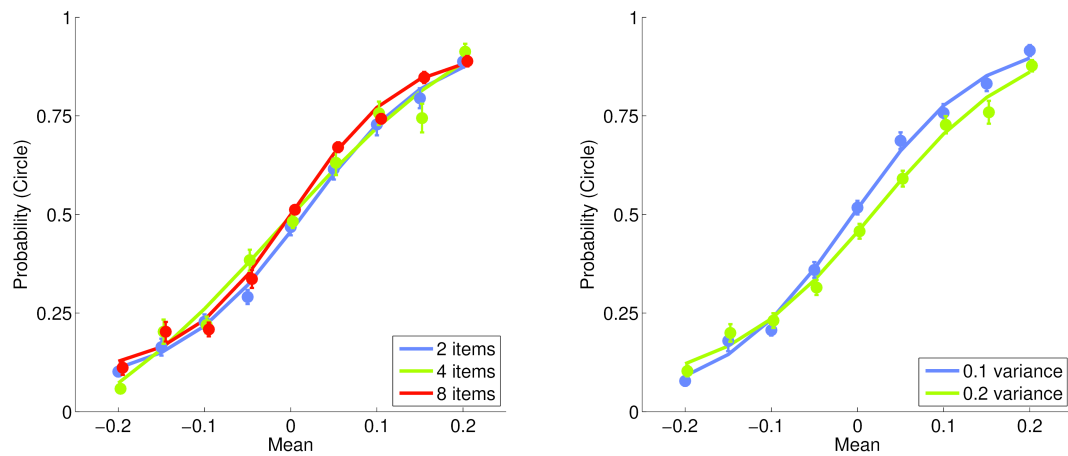 1
0.75
0.5
0.25
0
Probability (Circle)
−0.2
−0.1
0
0.1
0.2
Mean
2 items
4 items
8 items
1
0.75
0.5
0.25
0
Probability (Circle)
−0.2
−0.1
0
0.1
0.2
Mean
0.1 variance
0.2 variance